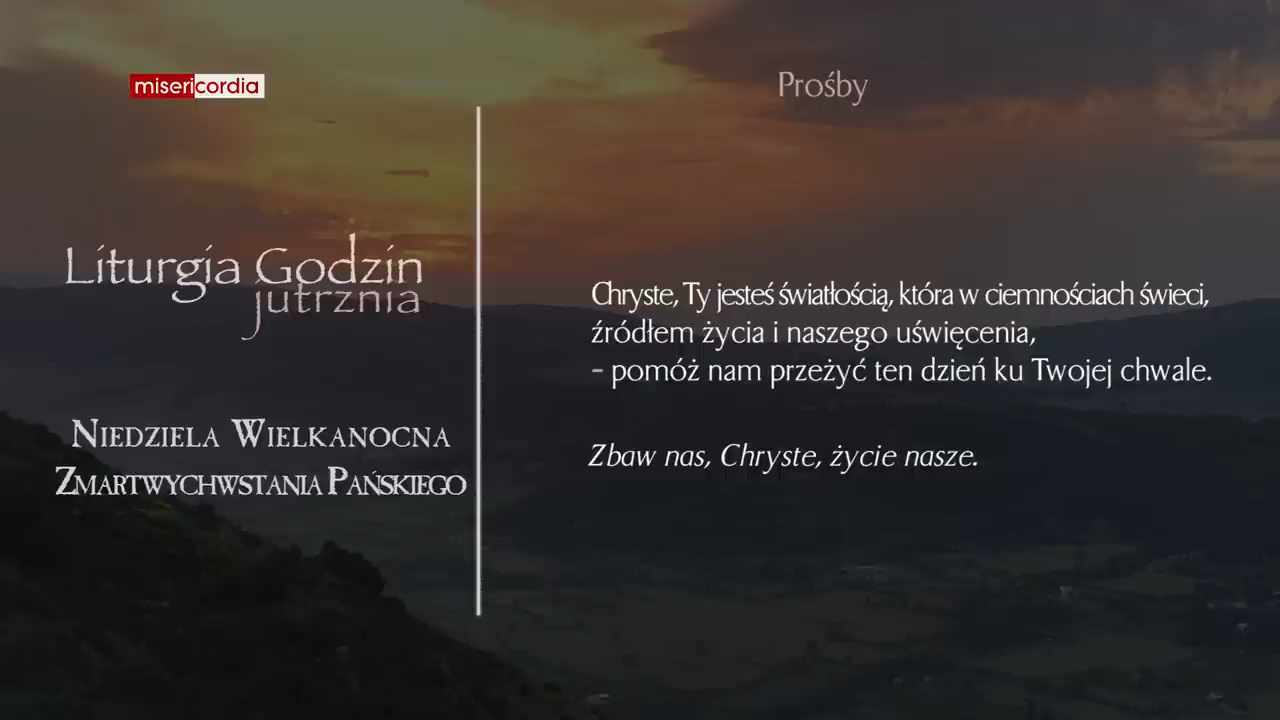 misericordia
Prośby
Liturgia Godzin
jutrznia
Niedziela Wielkanocna
Zmartwychwstania Pańskiego
Chryste, Ty jesteś światłością, która w ciemnościach świeci,
źródłem życia i naszego uświęcenia,
- pomóż nam przeżyć ten dzień ku Twojej chwale.
Zbaw nas, Chryste, życie nasze.